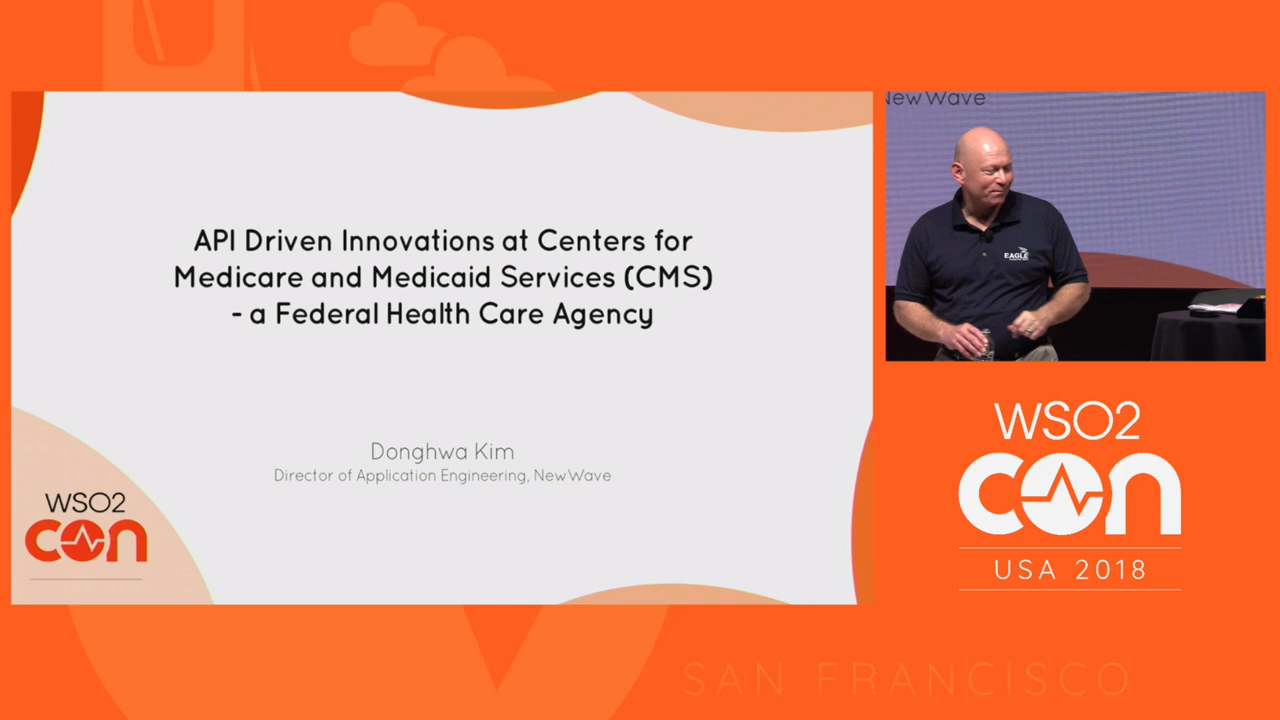 API Driven Innovations at Centers for
Medicare and Medicaid Services (CMS)
- a Federal Health Care Agency
Donghwa Kim
Director of Application Engineering, NewWave
WSO2
con
NewWave
EAGLE
WSO2
con
USA 2018
SAN FRANCISCO